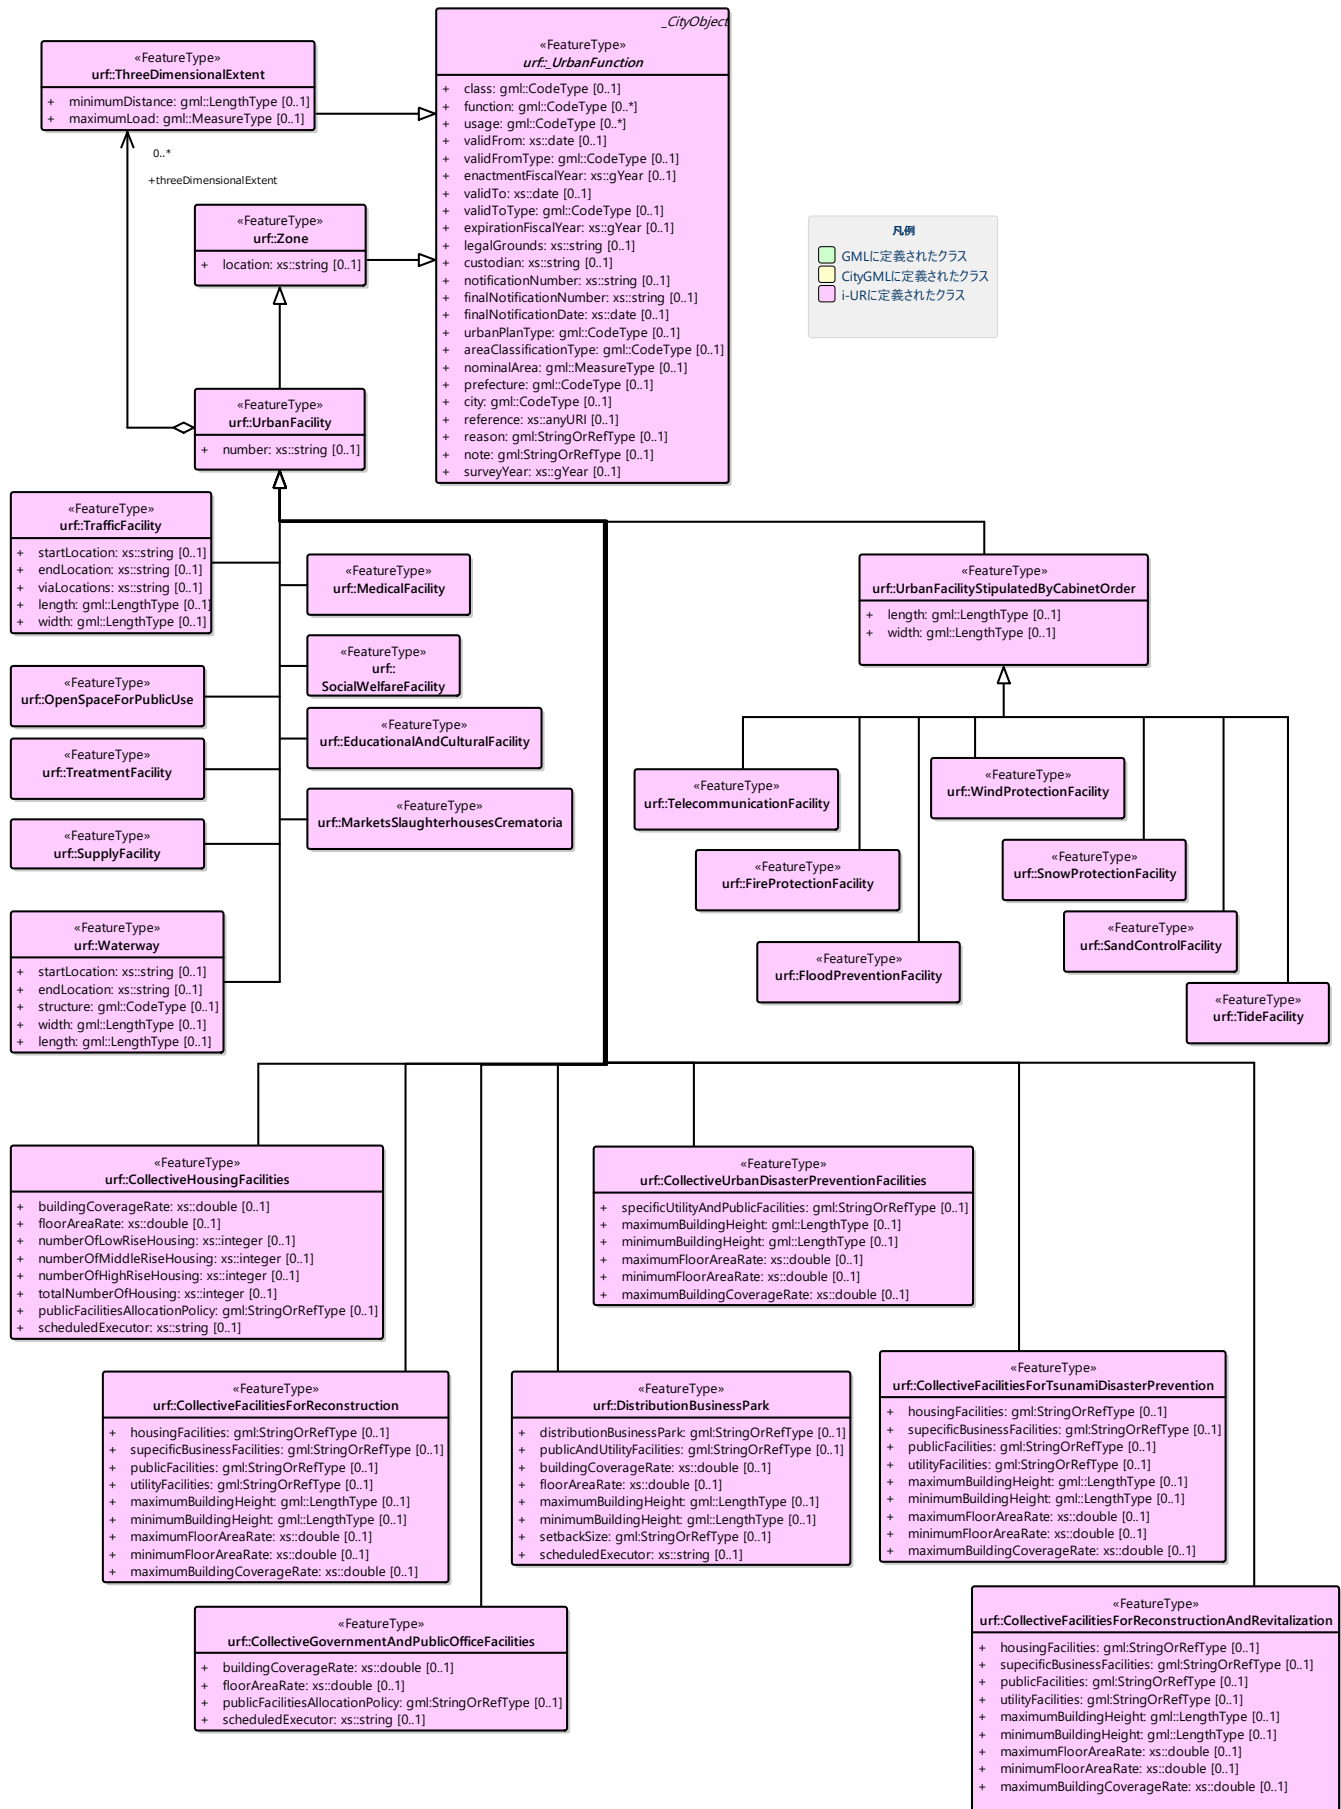 _CityObject
«FeatureType»
urf::_UrbanFunction
+ class: gml::CodeType [0..1]
+ function: gml::CodeType [0..*]
+ usage: gml::CodeType [0..*]
+ validFrom: xs::date [0..1]
+ validFromType: gml::CodeType [0..1]
+ enactmentFiscalYear: xs::gYear [0..1]
+ validTo: xs::date [0..1]
+ validToType: gml::CodeType [0..1]
+ expirationFiscalYear: xs::gYear [0..1]
+ legalGrounds: xs::string [0..1]
+ custodian: xs::string [0..1]
+ notificationNumber: xs::string [0..1]
+ finalNotificationNumber: xs::string [0..1]
+ finalNotificationDate: xs::date [0..1]
+ urbanPlanType: gml::CodeType [0..1]
+ areaClassificationType: gml::CodeType [0..1]
+ nominalArea: gml::MeasureType [0..1]
+ prefecture: gml::CodeType [0..1]
+ city: gml::CodeType [0..1]
+ reference: xs::anyURI [0..1]
+ reason: gml:StringOrRefType [0..1]
+ note: gml:StringOrRefType [0..1]
+ surveyYear: xs::gYear [0..1]
«FeatureType»
urf::ThreeDimensionalExtent
+ minimumDistance: gml::LengthType [0..1]
+ maximumLoad: gml::MeasureType [0..1]
0..*
+threeDimensionalExtent
«FeatureType»
urf::Zone
+ location: xs::string [0..1]
凡例
GMLに定義されたクラス
CityGMLに定義されたクラス
i-URに定義されたクラス
«FeatureType»
urf::UrbanFacility
+ number: xs::string [0..1]
«FeatureType»
urf::TrafficFacility
+ startLocation: xs::string [0..1]
+ endLocation: xs::string [0..1]
+ viaLocations: xs::string [0..1]
+ length: gml::LengthType [0..1]
+ width: gml::LengthType [0..1]
«FeatureType»
urf::MedicalFacility
«FeatureType»
urf::
SocialWelfareFacility
«FeatureType»
urf::OpenSpaceForPublicUse
«FeatureType»
urf::EducationalAndCulturalFacility
«FeatureType»
urf::TreatmentFacility
«FeatureType»
urf::MarketsSlaughterhousesCrematoria
«FeatureType»
urf::SupplyFacility
«FeatureType»
urf::Waterway
+ startLocation: xs::string [0..1]
+ endLocation: xs::string [0..1]
+ structure: gml::CodeType [0..1]
+ width: gml::LengthType [0..1]
+ length: gml::LengthType [0..1]
«FeatureType»
urf::UrbanFacilityStipulatedByCabinetOrder
+ length: gml::LengthType [0..1]
+ width: gml::LengthType [0..1]
«FeatureType»
urf::TelecommunicationFacility
«FeatureType»
urf::WindProtectionFacility
«FeatureType»
urf::FireProtectionFacility
«FeatureType»
urf::SnowProtectionFacility
«FeatureType»
urf::SandControlFacility
«FeatureType»
urf::FloodPreventionFacility
«FeatureType»
urf::TideFacility
«FeatureType»
urf::CollectiveHousingFacilities
+ buildingCoverageRate: xs::double [0..1]
+ floorAreaRate: xs::double [0..1]
+ numberOfLowRiseHousing: xs::integer [0..1]
+ numberOfMiddleRiseHousing: xs::integer [0..1]
+ numberOfHighRiseHousing: xs::integer [0..1]
+ totalNumberOfHousing: xs::integer [0..1]
+ publicFacilitiesAllocationPolicy: gml:StringOrRefType [0..1]
+ scheduledExecutor: xs::string [0..1]
«FeatureType»
urf::CollectiveUrbanDisasterPreventionFacilities
+ specificUtilityAndPublicFacilities: gml:StringOrRefType [0..1]
+ maximumBuildingHeight: gml::LengthType [0..1]
+ minimumBuildingHeight: gml::LengthType [0..1]
+ maximumFloorAreaRate: xs::double [0..1]
+ minimumFloorAreaRate: xs::double [0..1]
+ maximumBuildingCoverageRate: xs::double [0..1]
«FeatureType»
urf::CollectiveFacilitiesForReconstruction
+ housingFacilities: gml:StringOrRefType [0..1]
+ supecificBusinessFacilities: gml:StringOrRefType [0..1]
+ publicFacilities: gml:StringOrRefType [0..1]
+ utilityFacilities: gml:StringOrRefType [0..1]
+ maximumBuildingHeight: gml::LengthType [0..1]
+ minimumBuildingHeight: gml::LengthType [0..1]
+ maximumFloorAreaRate: xs::double [0..1]
+ minimumFloorAreaRate: xs::double [0..1]
+ maximumBuildingCoverageRate: xs::double [0..1]
«FeatureType»
urf::DistributionBusinessPark
+ distributionBusinessPark: gml:StringOrRefType [0..1]
+ publicAndUtilityFacilities: gml:StringOrRefType [0..1]
+ buildingCoverageRate: xs::double [0..1]
+ floorAreaRate: xs::double [0..1]
+ maximumBuildingHeight: gml::LengthType [0..1]
+ minimumBuildingHeight: gml::LengthType [0..1]
+ setbackSize: gml:StringOrRefType [0..1]
+ scheduledExecutor: xs::string [0..1]
«FeatureType»
urf::CollectiveFacilitiesForTsunamiDisasterPrevention
+ housingFacilities: gml:StringOrRefType [0..1]
+ supecificBusinessFacilities: gml:StringOrRefType [0..1]
+ publicFacilities: gml:StringOrRefType [0..1]
+ utilityFacilities: gml:StringOrRefType [0..1]
+ maximumBuildingHeight: gml::LengthType [0..1]
+ minimumBuildingHeight: gml::LengthType [0..1]
+ maximumFloorAreaRate: xs::double [0..1]
+ minimumFloorAreaRate: xs::double [0..1]
+ maximumBuildingCoverageRate: xs::double [0..1]
«FeatureType»
urf::CollectiveGovernmentAndPublicOfficeFacilities
+ buildingCoverageRate: xs::double [0..1]
+ floorAreaRate: xs::double [0..1]
+ publicFacilitiesAllocationPolicy: gml:StringOrRefType [0..1]
+ scheduledExecutor: xs::string [0..1]
«FeatureType»
urf::CollectiveFacilitiesForReconstructionAndRevitalization
+ housingFacilities: gml:StringOrRefType [0..1]
+ supecificBusinessFacilities: gml:StringOrRefType [0..1]
+ publicFacilities: gml:StringOrRefType [0..1]
+ utilityFacilities: gml:StringOrRefType [0..1]
+ maximumBuildingHeight: gml::LengthType [0..1]
+ minimumBuildingHeight: gml::LengthType [0..1]
+ maximumFloorAreaRate: xs::double [0..1]
+ minimumFloorAreaRate: xs::double [0..1]
+ maximumBuildingCoverageRate: xs::double [0..1]